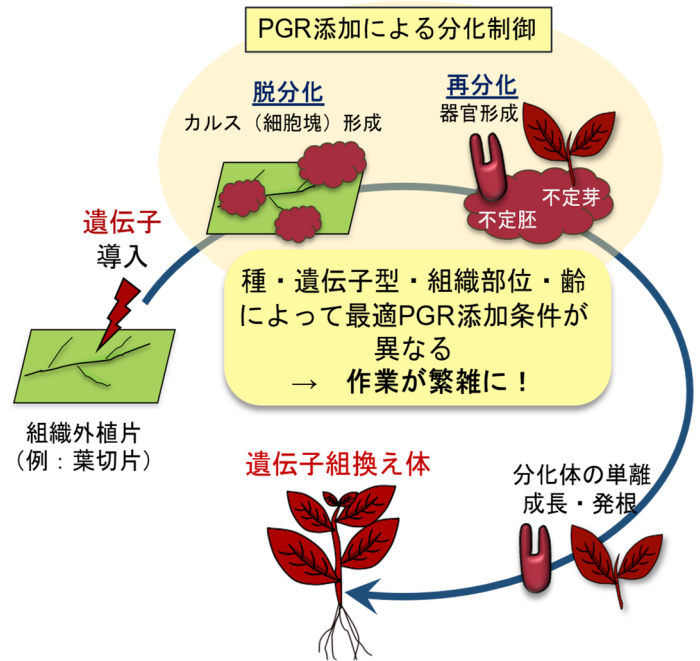 PGR添加による分化制御
脱分化
カルス（細胞塊）形成
再分化
器官形成
不定芽
不定胚
遺伝子
導入
種・遺伝子型・組織部位・齢
によって最適PGR添加条件が
異なる
→　作業が繁雑に！
組織外植片
（例：葉切片）
遺伝子組換え体
分化体の単離
成長・発根